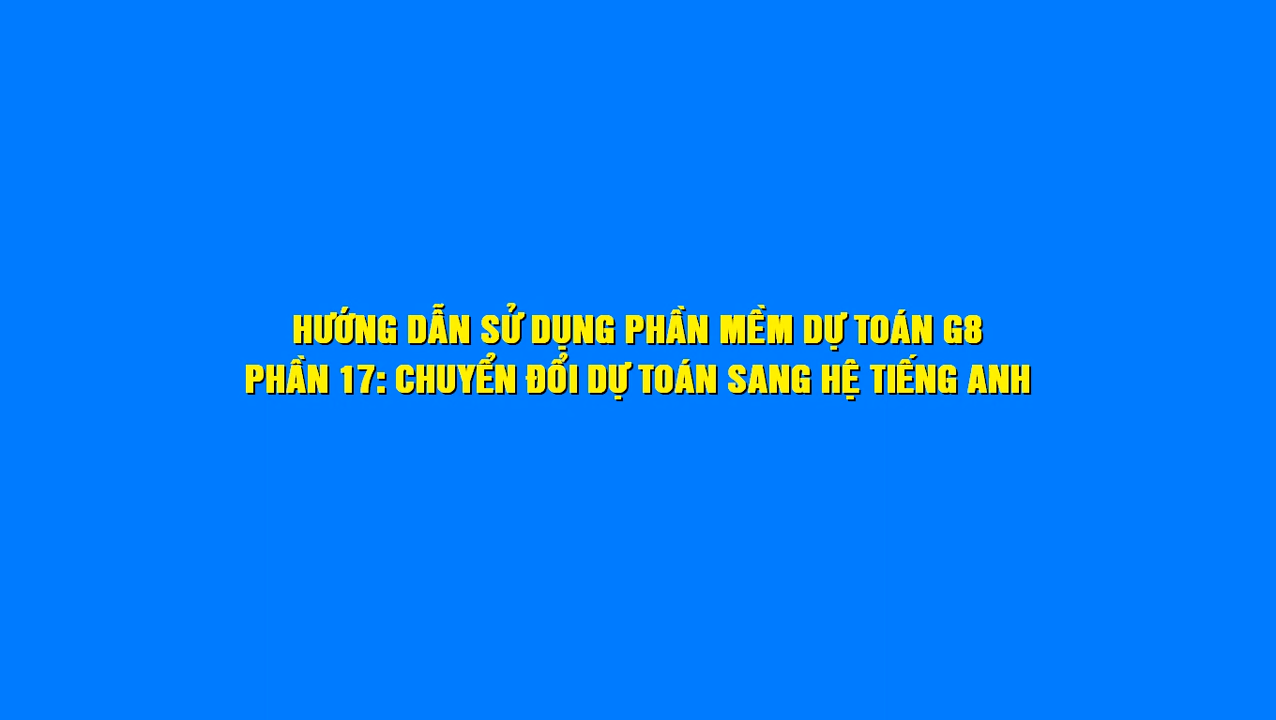 HƯỚNG DẪN SỬ DỤNG PHẦN MỀM DỰ TOÁN G8
PHẦN 17: CHUYỂN ĐỔI DỰ TOÁN SANG HỆ TIẾNG ANH